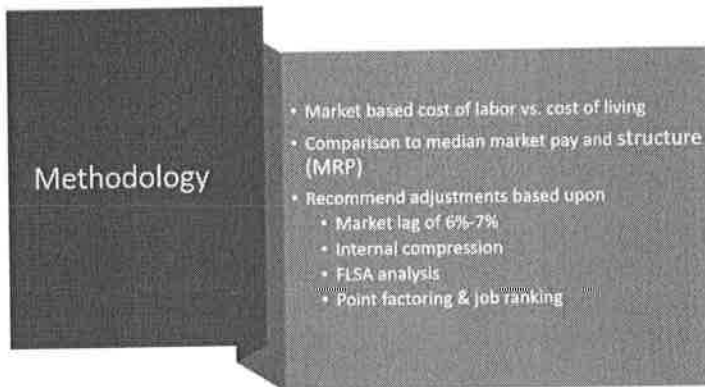 Methodology
• Market based cost of labor vs. cost of living
• Comparison to median market pay and structure
(MRP)
• Recommend adjustments based upon
• Market lag of 6%-7%
• Internal compression
• FLSA analysis
• Point factoring & job ranking